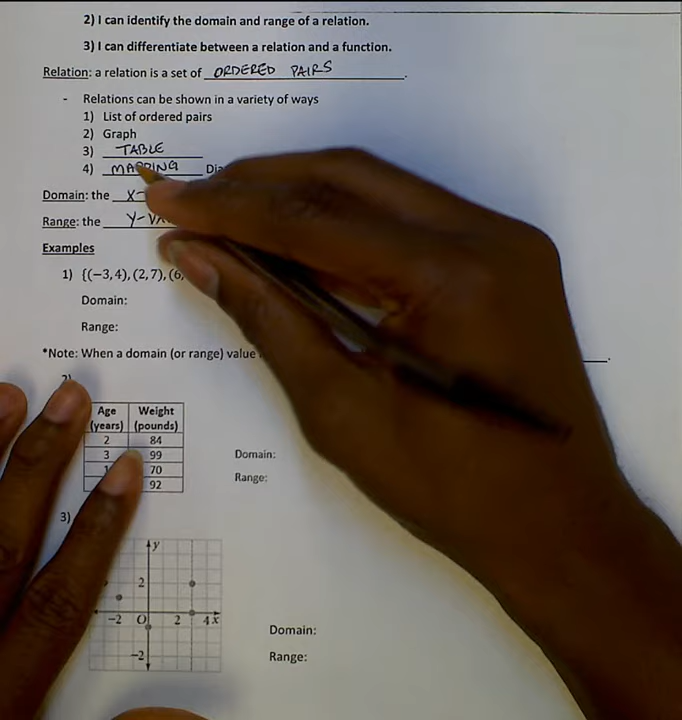 2) I can identify the domain and range of a relation.
3) I can differentiate between a relation and a function.
Relation: a relation is a set of ORDERED PAIRS.
- Relations can be shown in a variety of ways
1) List of ordered pairs
2) Graph
3) TABLE
4) MAPPING
Domain: the
Range: the
Examples
1) {(−3, 4), (2, 7), (6,
Domain:
Range:
*Note: When a domain (or range) value
Age (years) Weight (pounds)
2 84
3 99
1 70
92
Domain:
Range:
3)
y
2
−2 O 2 4 x
−2
Domain:
Range: